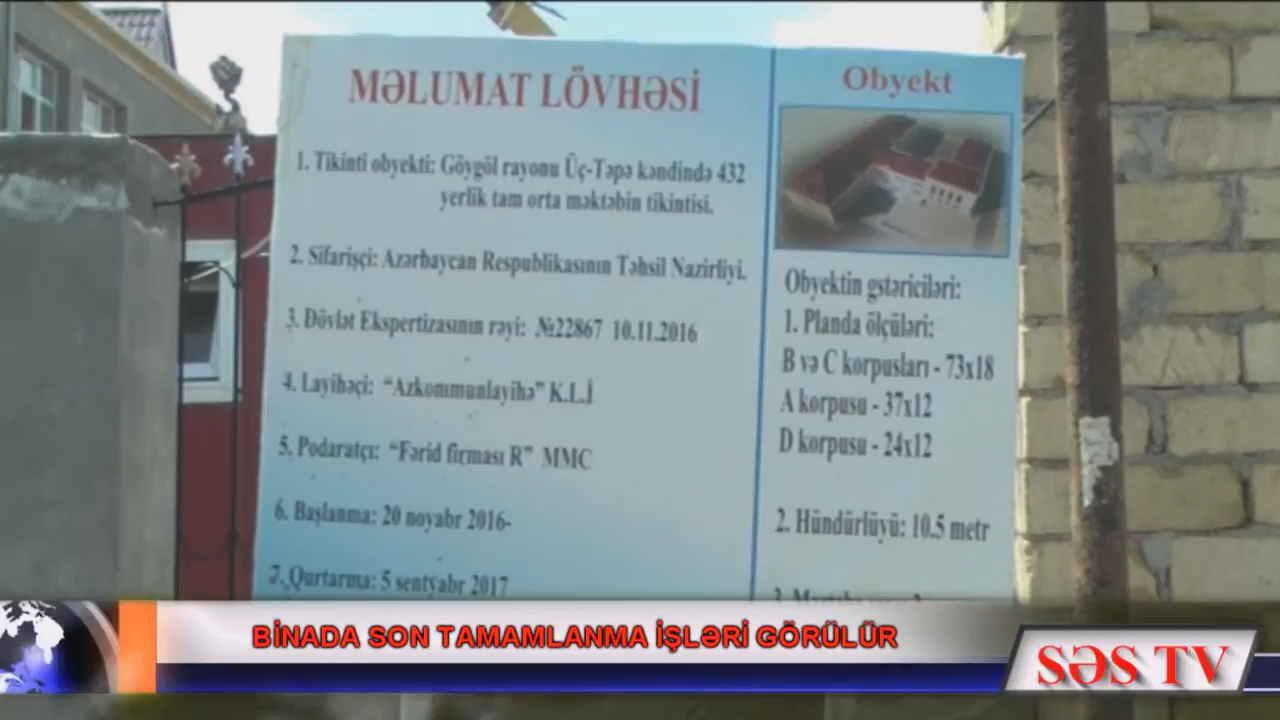 MƏLUMAT LÖVHƏSİ
1. Tikinti obyekti: Göygöl rayonu Üç-Təpə kəndində 432
yerlik tam orta məktəbin tikintisi.
2. Sifarişçi: Azərbaycan Respublikasının Təhsil Nazirliyi.
3. Dövlət Ekspertizasının rəyi: №22867 10.11.2016
4. Layihəçi: “Azkommunlayihə” K.L.İ
5. Podaratçı: “Fərid firması R” MMC
6. Başlanma: 20 noyabr 2016-
7. Qurtarma: 5 sentyabr 2017
Obyekt
Obyektin gstəriciləri:
1. Planda ölçüləri:
B və C korpusları - 73x18
A korpusu - 37x12
D korpusu - 24x12
2. Hündürlüyü: 10.5 metr
BİNADA SON TAMAMLANMA İŞLƏRİ GÖRÜLÜR
SƏS TV